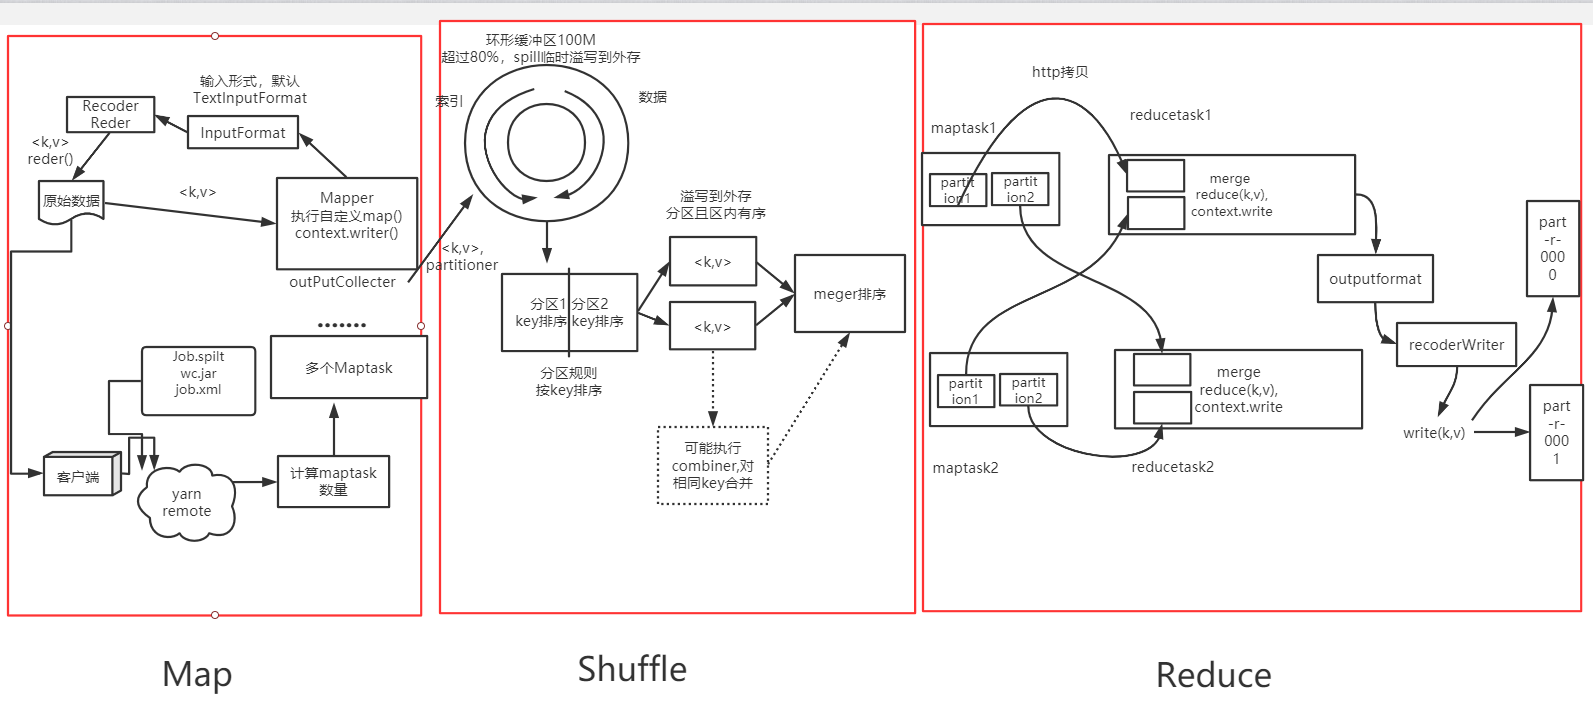 输入形式，默认
TextInputFormat
Recoder
Reder
InputFormat
<k,v>
reder()
原始数据
<k,v>
Mapper
执行自定义map()
context.writer()
outPutCollecter
.......
Job.spilt
wc.jar
job.xml
多个Maptask
客户端
yarn
remote
计算maptask
数量
Map
环形缓冲区100M
超过80%，spill临时溢写到外存
索引
数据
<k,v>,
partitioner
分区1
key排序
分区2
key排序
分区规则
按key排序
溢写到外存
分区且区内有序
<k,v>
<k,v>
meger排序
可能执行
combiner,对
相同key合并
Shuffle
http拷贝
maptask1
partit
ion1
partit
ion2
reducetask1
merge
reduce(k,v),
context.write
partit
ion1
partit
ion2
maptask2
merge
reduce(k,v),
context.write
reducetask2
outputformat
recoderWriter
write(k,v)
part
-r-
000
0
part
-r-
000
1
Reduce